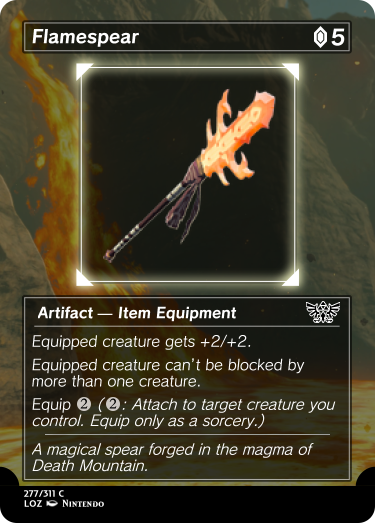 Flamespear 5
Artifact — Item Equipment
Equipped creature gets +2/+2.
Equipped creature can't be blocked by
more than one creature.
Equip 2 (2: Attach to target creature you
control. Equip only as a sorcery.)
A magical spear forged in the magma of
Death Mountain.
277/311 C
LOZ Nintendo